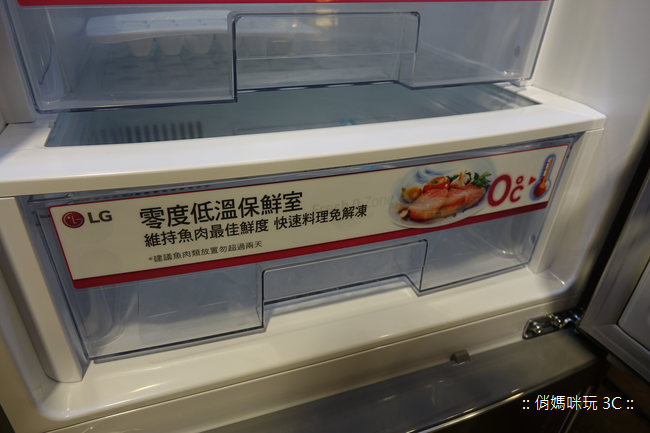 LG
零度低溫保鮮室
維持魚肉最佳鮮度 快速料理免解凍
*建議魚肉類放置勿超過兩天
0℃
:: 俏媽咪玩 3C ::